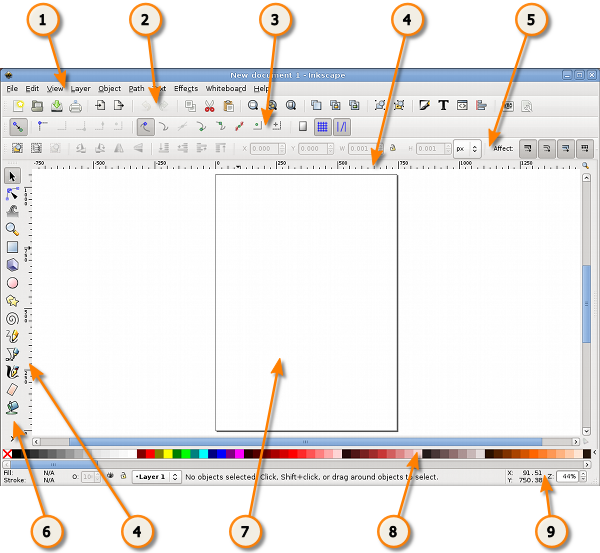 1 2 3 4 5
New document 1 - Inkscape
File Edit View Layer Object Path Text Effects Whiteboard Help
X 0.000 Y 0.000 W 0.001 H 0.001 px Affect:
-750 -500 -250 0 250 500 750 1000 1250
Fill: N/A
Stroke: N/A
O: Layer 1 No objects selected. Click, Shift+click, or drag around objects to select.
X: 91.51 Z: 44%
Y: 750.38
6 4 7 8 9